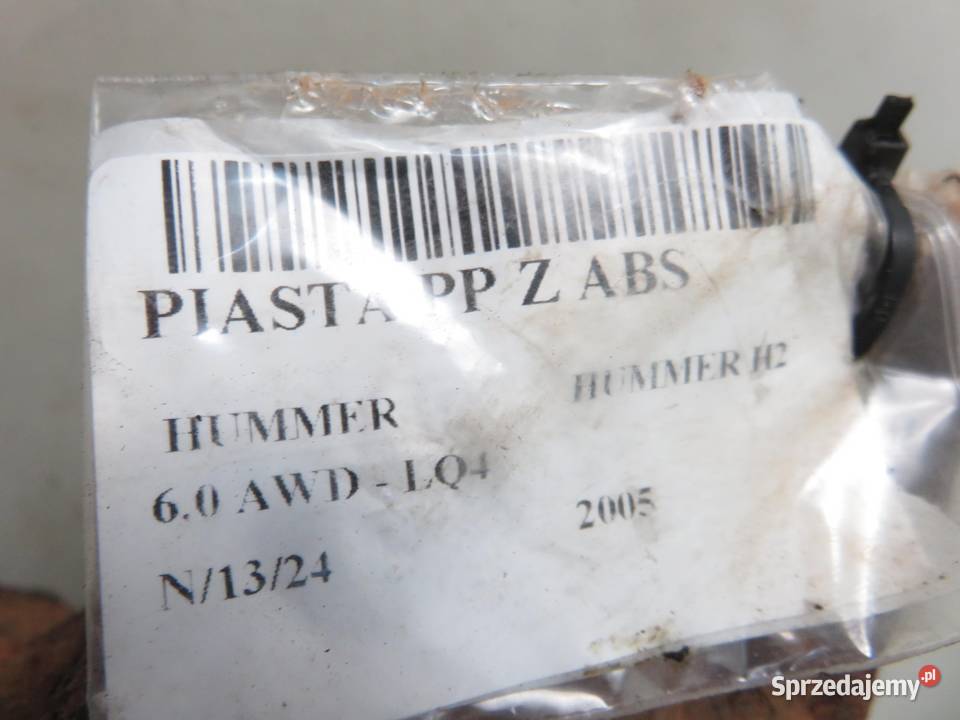 PIASTA PP Z ABS
HUMMER
HUMMER H2
6.0 AWD - LQ4
2005
N/13/24
Sprzedajemy.pl